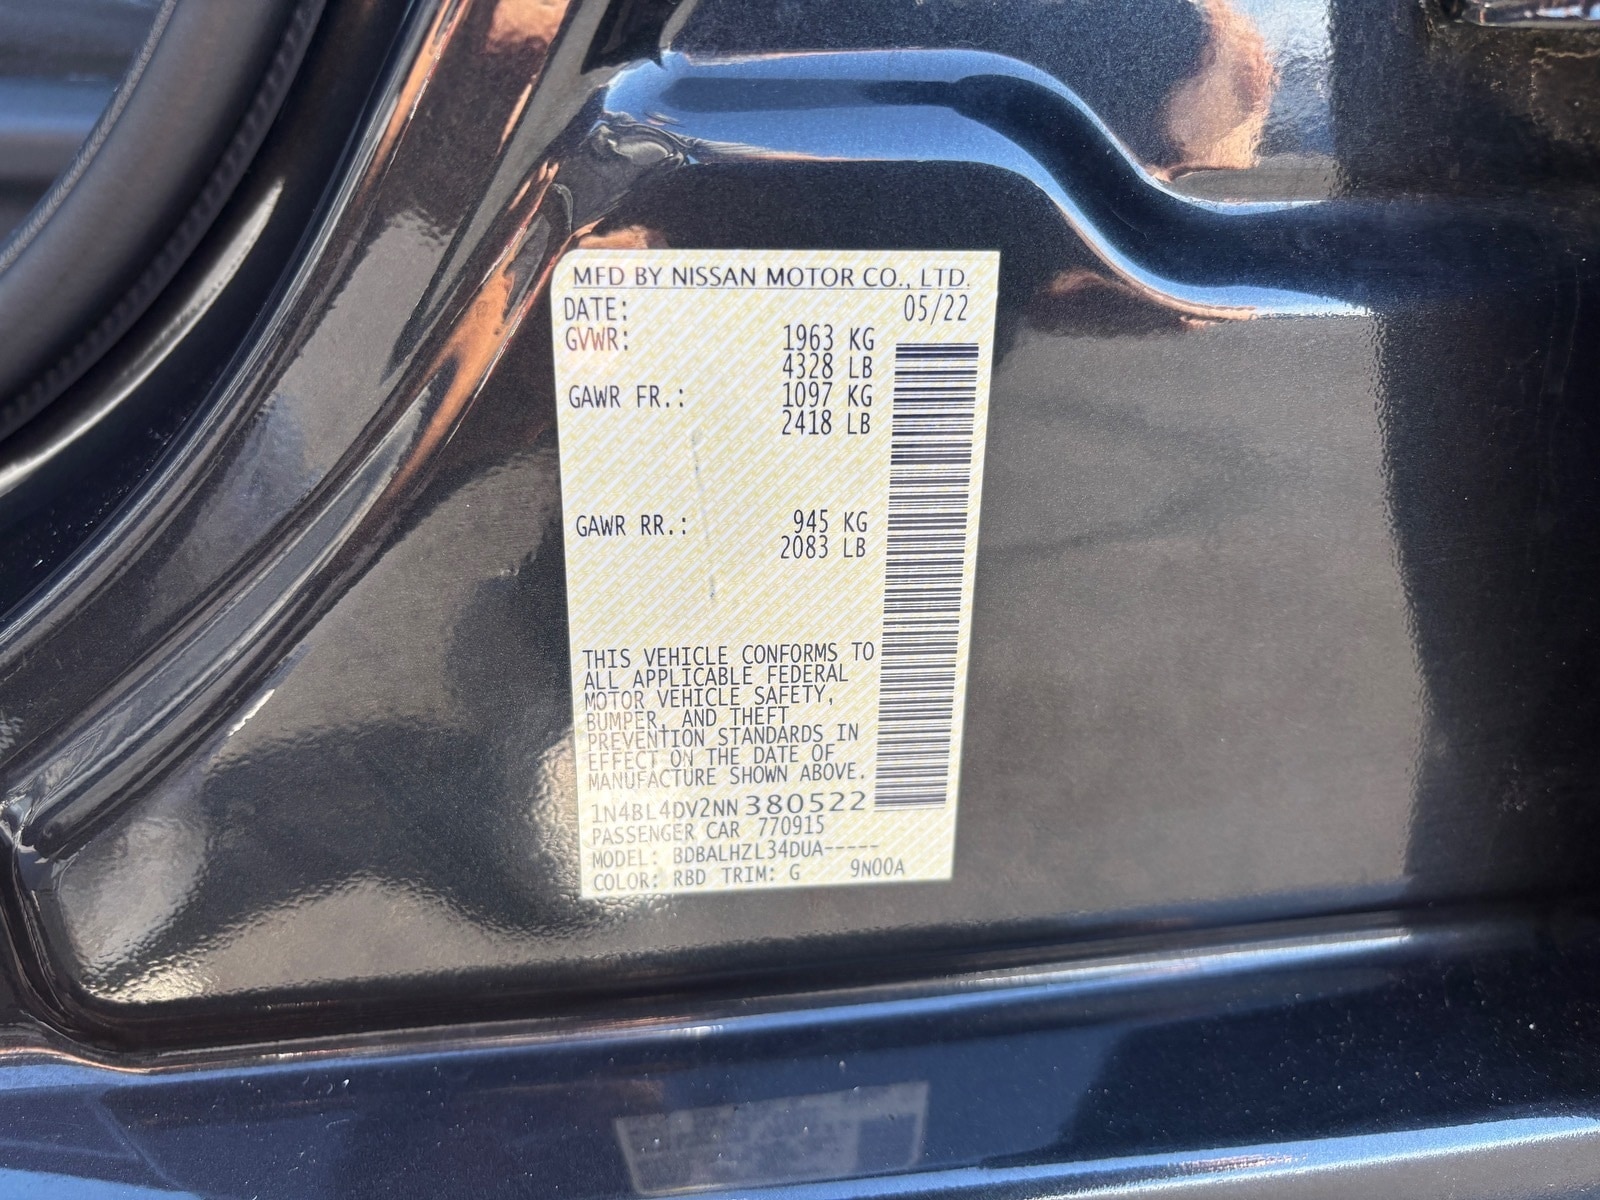 MFD BY NISSAN MOTOR CO., LTD.
DATE: 05/22
GVWR: 1963 KG
4328 LB
GAWR FR.: 1097 KG
2418 LB
GAWR RR.: 945 KG
2083 LB
THIS VEHICLE CONFORMS TO
ALL APPLICABLE FEDERAL
MOTOR VEHICLE SAFETY,
BUMPER, AND THEFT
PREVENTION STANDARDS IN
EFFECT ON THE DATE OF
MANUFACTURE SHOWN ABOVE.
1N4BL4DV2NN380522
PASSENGER CAR 770915
MODEL: BDBALHZL34DUA-----
COLOR: RBD TRIM: G 9N00A